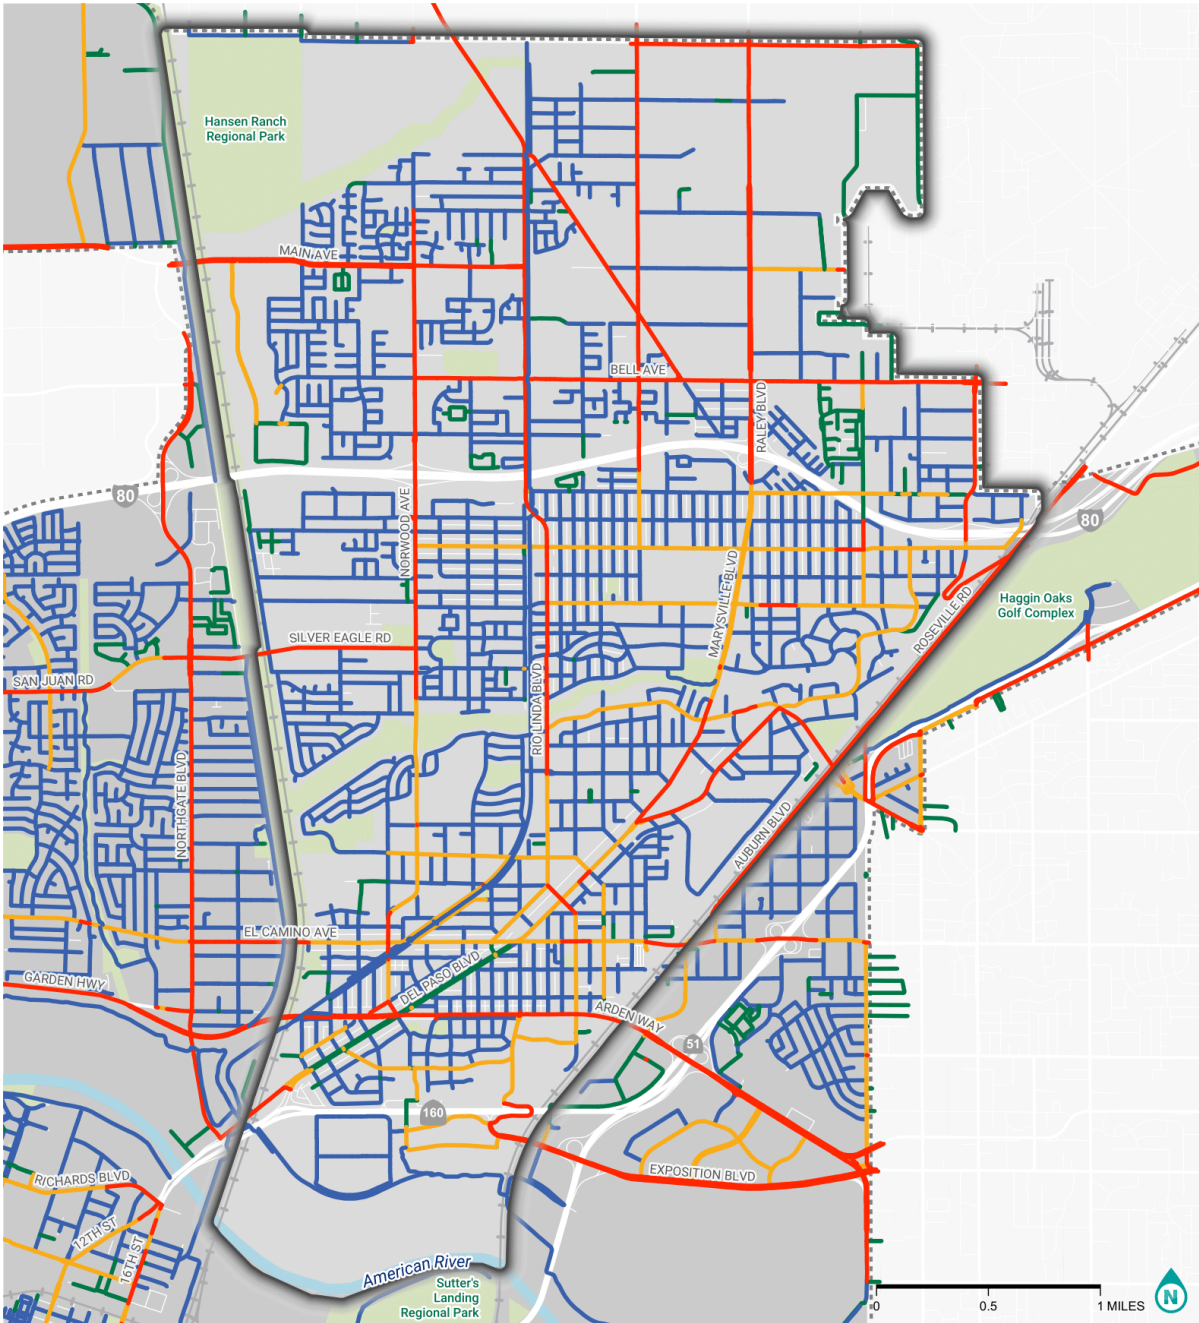 Hansen Ranch
Regional Park
MAIN AVE
BELL AVE
RALEY BLVD
80
NORWOOD AVE
80
MARYSVILLE BLVD
Haggin Oaks
Golf Complex
ROSEVILLE RD
SILVER EAGLE RD
SAN JUAN RD
RIO LINDA BLVD
NORTHGATE BLVD
AUBURN BLVD
EL CAMINO AVE
DEL PASO BLVD
GARDEN HWY
ARDEN WAY
51
160
RICHARDS BLVD
EXPOSITION BLVD
12TH ST
16TH ST
American River
Sutter's
Landing
Regional Park
0 0.5 1 MILES
N